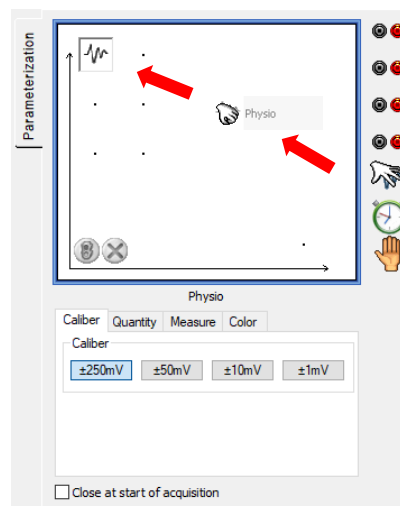 Parameterization
Physio
Physio
Caliber Quantity Measure Color
Caliber
±250mV ±50mV ±10mV ±1mV
Close at start of acquisition